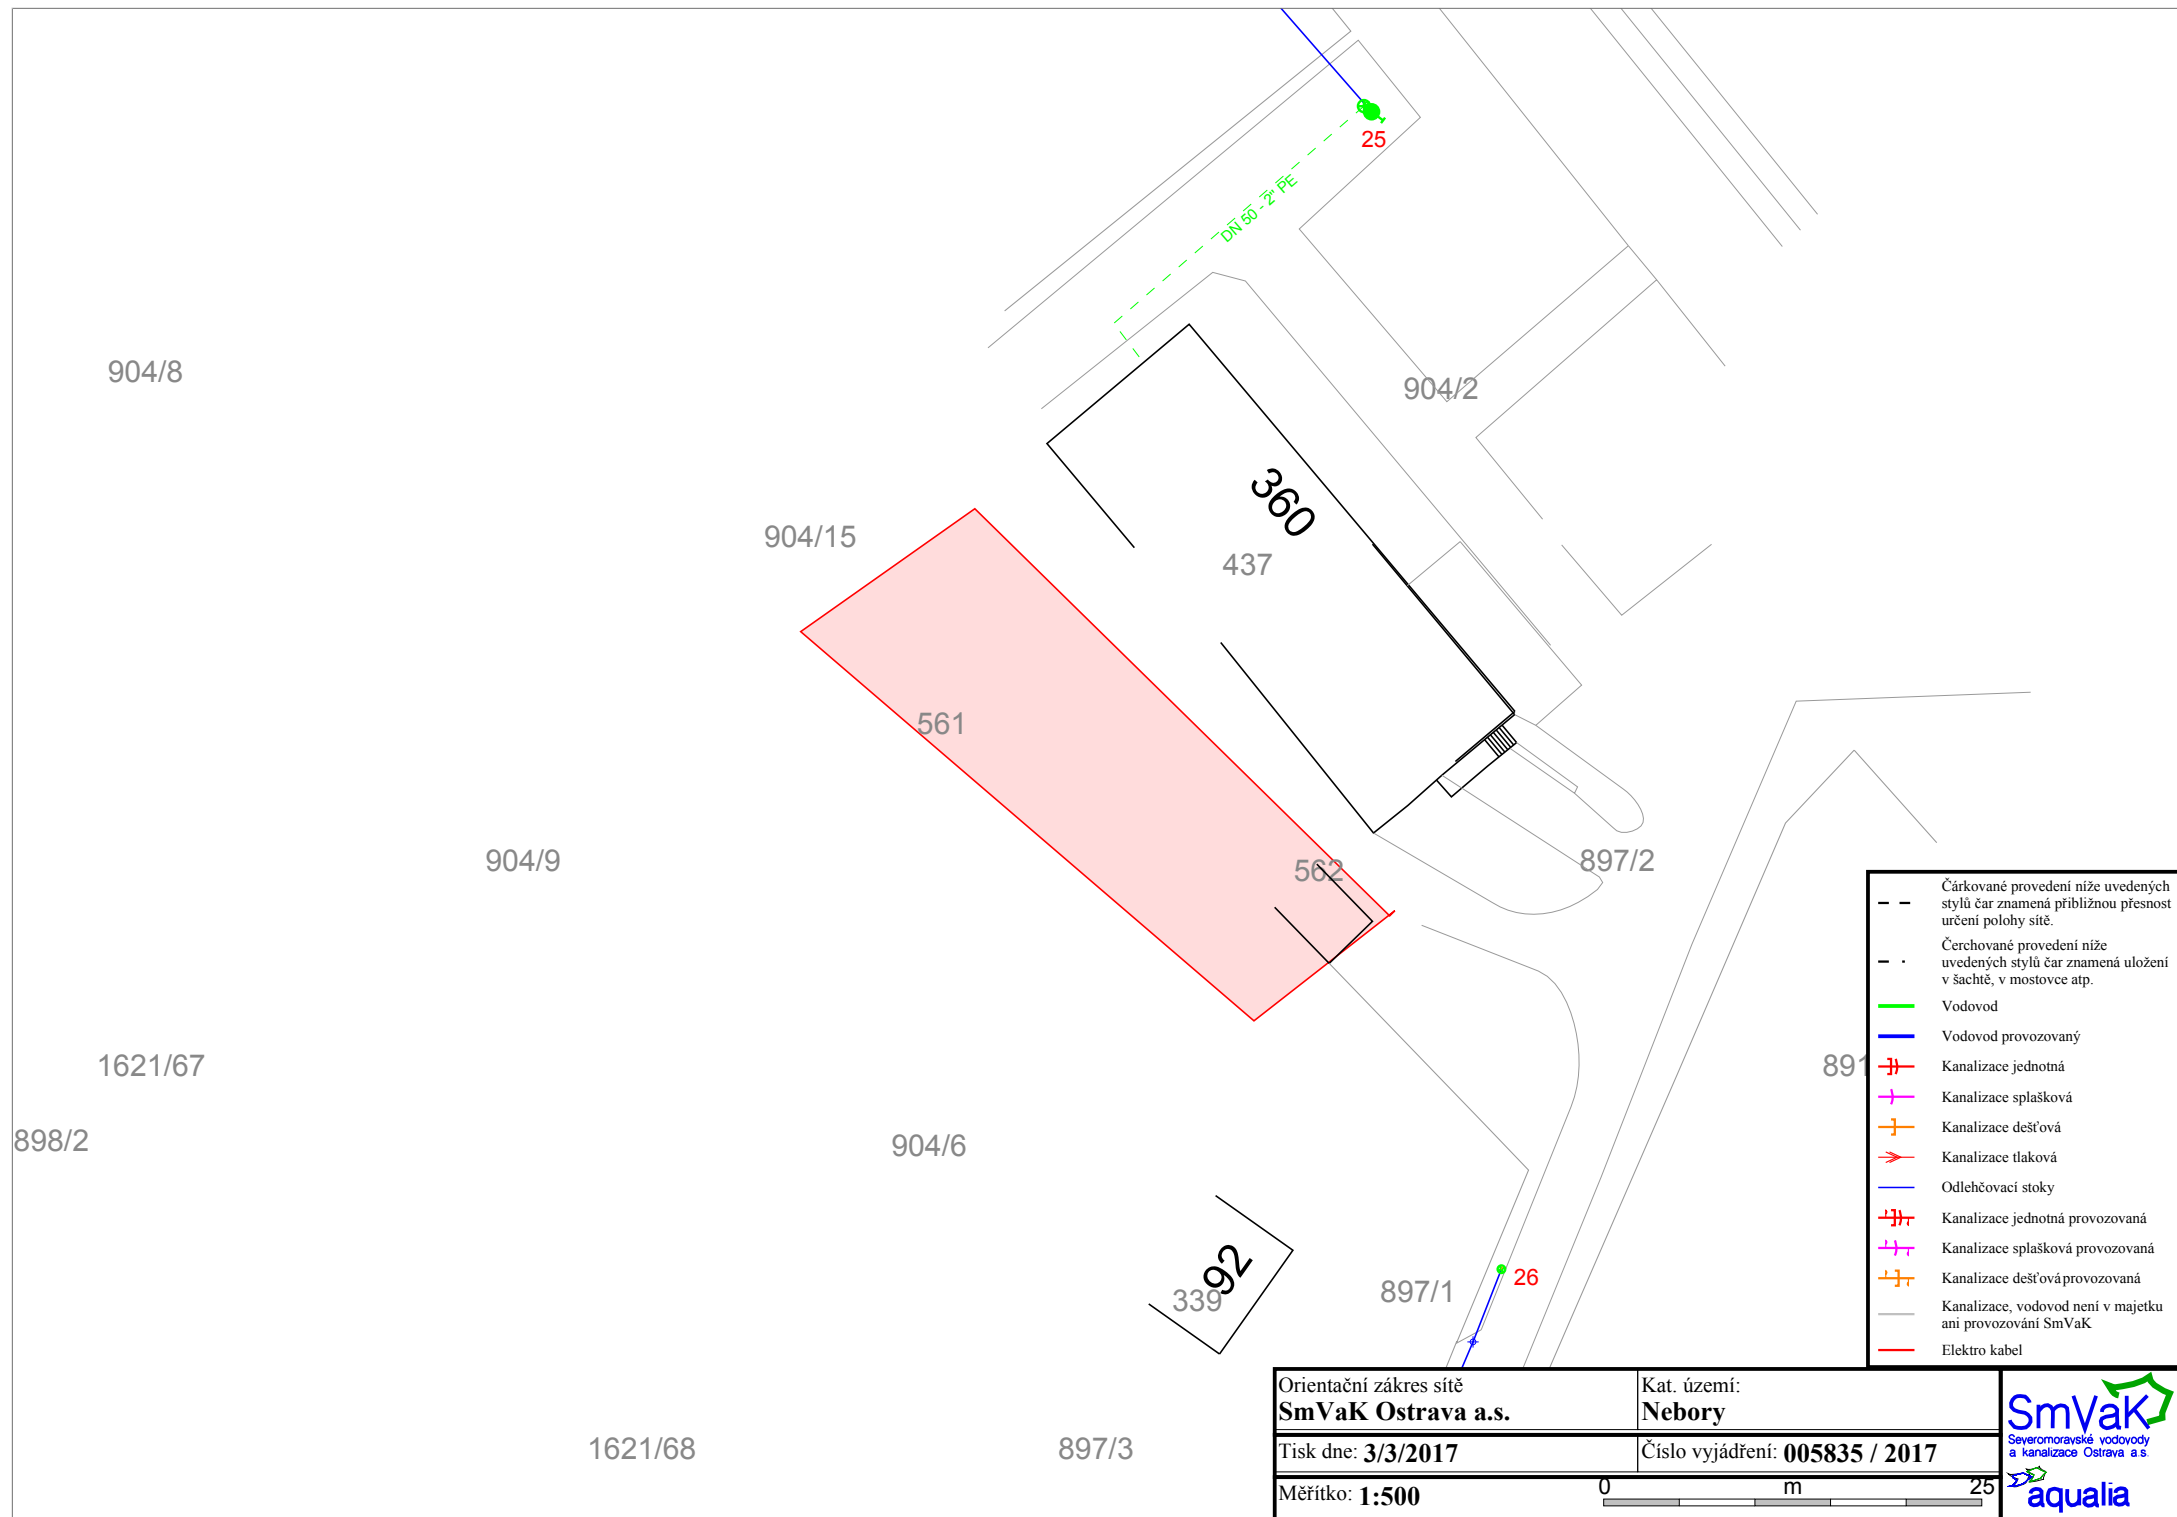 25
DN 50 - 2" PE
904/8
904/2
360
904/15
437
561
904/9
562
897/2
1621/67
891
898/2
904/6
92
339
897/1
26
1621/68
897/3
Čárkované provedení níže uvedených
stylů čar znamená přibližnou přesnost
určení polohy sítě.
Čerchované provedení níže
uvedených stylů čar znamená uložení
v šachtě, v mostovce atp.
Vodovod
Vodovod provozovaný
Kanalizace jednotná
Kanalizace splašková
Kanalizace dešťová
Kanalizace tlaková
Odlehčovací stoky
Kanalizace jednotná provozovaná
Kanalizace splašková provozovaná
Kanalizace dešťová provozovaná
Kanalizace, vodovod není v majetku
ani provozování SmVaK
Elektro kabel
Orientační zákres sítě
SmVaK Ostrava a.s.
Kat. území:
Nebory
Tisk dne: 3/3/2017
Číslo vyjádření: 005835 / 2017
Měřítko: 1:500
0 m 25
SmVaK
Severomoravské vodovody
a kanalizace Ostrava a.s.
aqualia